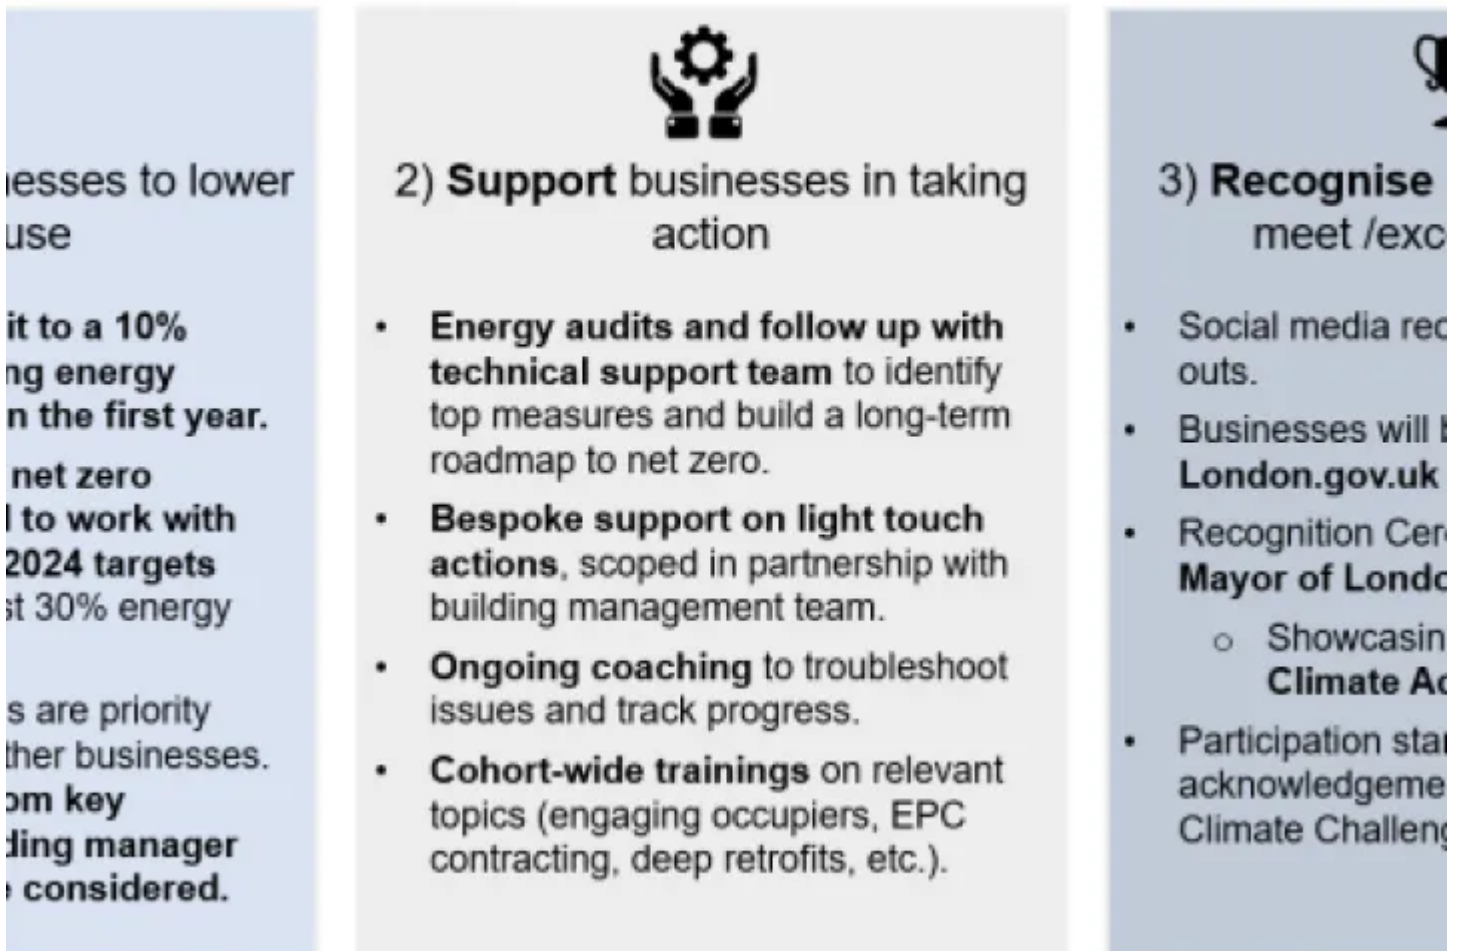 nesses to lower
use
it to a 10%
ng energy
n the first year.
net zero
to work with
2024 targets
st 30% energy
s are priority
ther businesses.
om key
ding manager
considered.
2) Support businesses in taking
action
• Energy audits and follow up with
technical support team to identify
top measures and build a long-term
roadmap to net zero.
• Bespoke support on light touch
actions, scoped in partnership with
building management team.
• Ongoing coaching to troubleshoot
issues and track progress.
• Cohort-wide trainings on relevant
topics (engaging occupiers, EPC
contracting, deep retrofits, etc.).
3) Recognise
meet /exc
• Social media rec
outs.
• Businesses will b
London.gov.uk
• Recognition Cer
Mayor of Londo
o Showcasin
Climate Ac
• Participation star
acknowledgeme
Climate Challeng